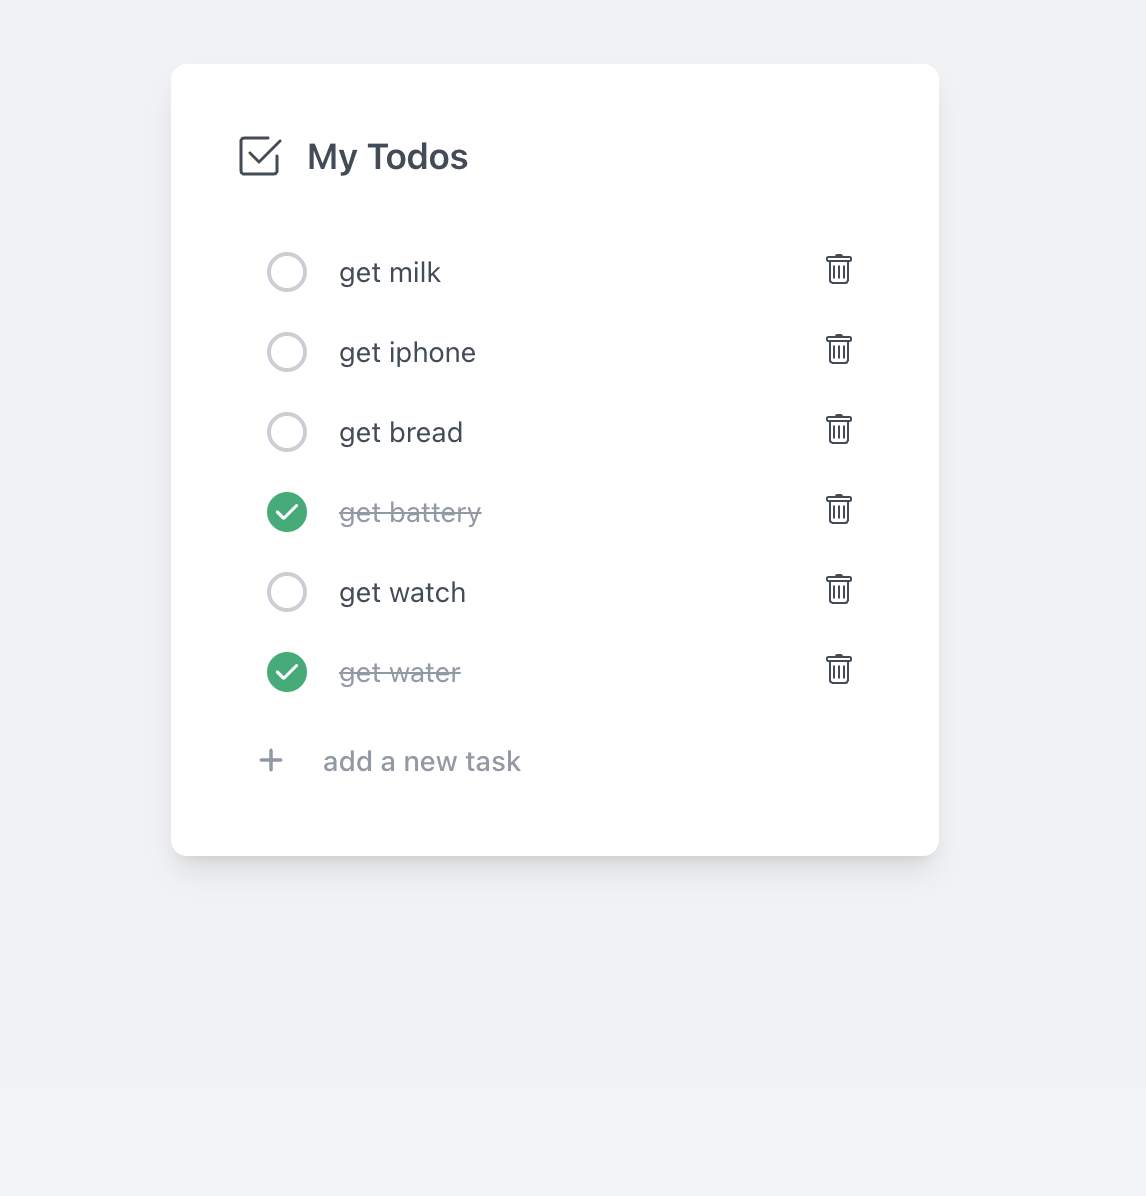 My Todos
get milk
get iphone
get bread
get battery
get watch
get water
add a new task